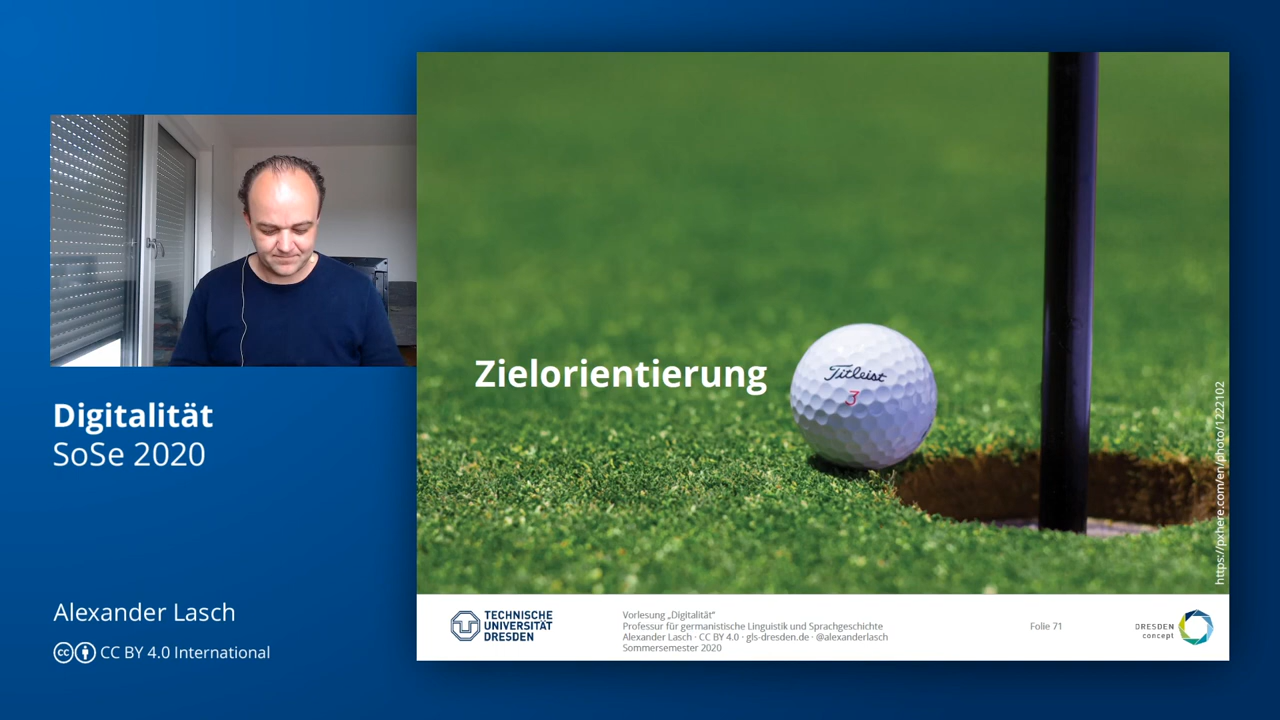 Digitalität
SoSe 2020
Alexander Lasch
CC BY 4.0 International
Zielorientierung
Titleist
3
https://pxhere.com/en/photo/1222102
TECHNISCHE
UNIVERSITÄT
DRESDEN
Vorlesung „Digitalität“
Professur für germanistische Linguistik und Sprachgeschichte
Alexander Lasch · CC BY 4.0 · gls-dresden.de · @alexanderlasch
Sommersemester 2020
Folie 71
DRESDEN
concept